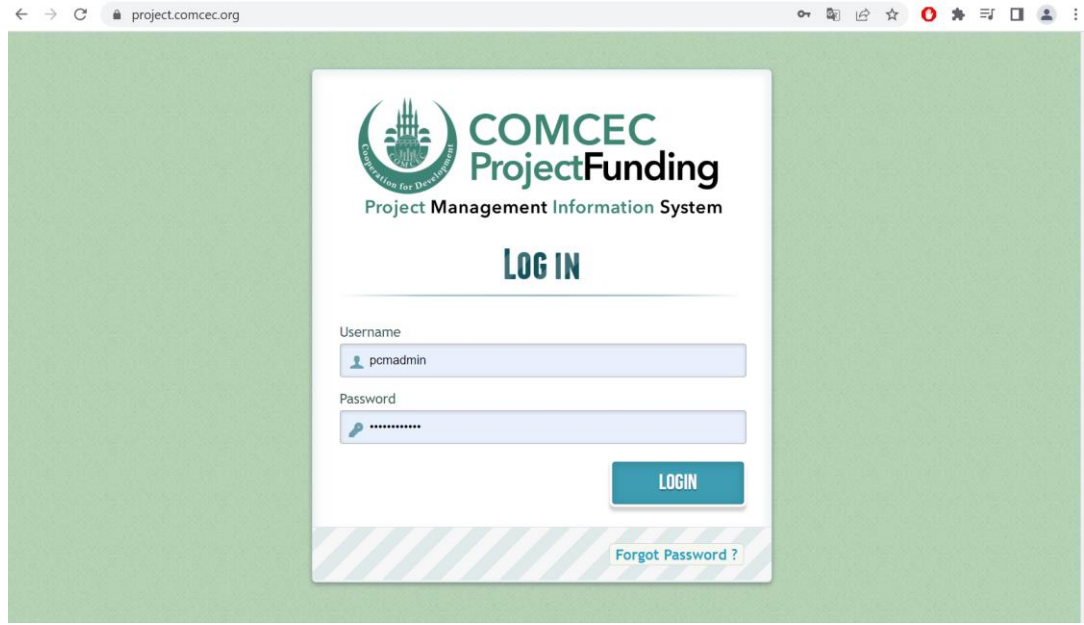 project.comcec.org
COMCEC
Cooperation for Development
COMCEC
ProjectFunding
Project Management Information System
LOG IN
Username
pcmadmin
Password
••••••••••••
LOGIN
Forgot Password ?